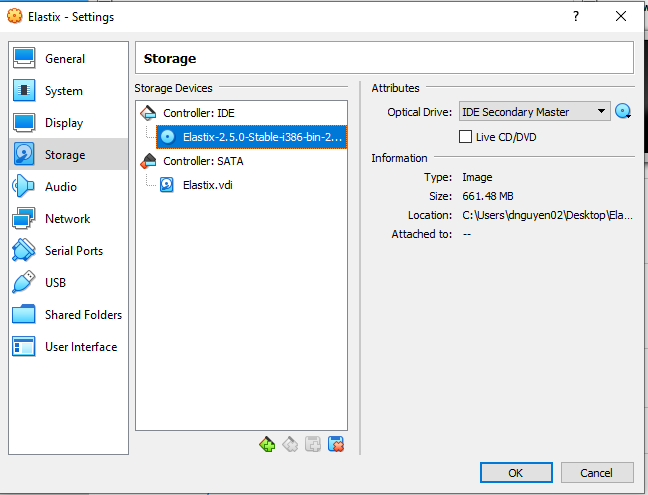 Elastix - Settings
?
General
System
Display
Storage
Audio
Network
Serial Ports
USB
Shared Folders
User Interface
Storage
Storage Devices
Controller: IDE
Elastix-2.5.0-Stable-i386-bin-2...
Controller: SATA
Elastix.vdi
Attributes
Optical Drive: IDE Secondary Master
Live CD/DVD
Information
Type: Image
Size: 661.48 MB
Location: C:\Users\dnguyen02\Desktop\Ela...
Attached to: --
OK
Cancel